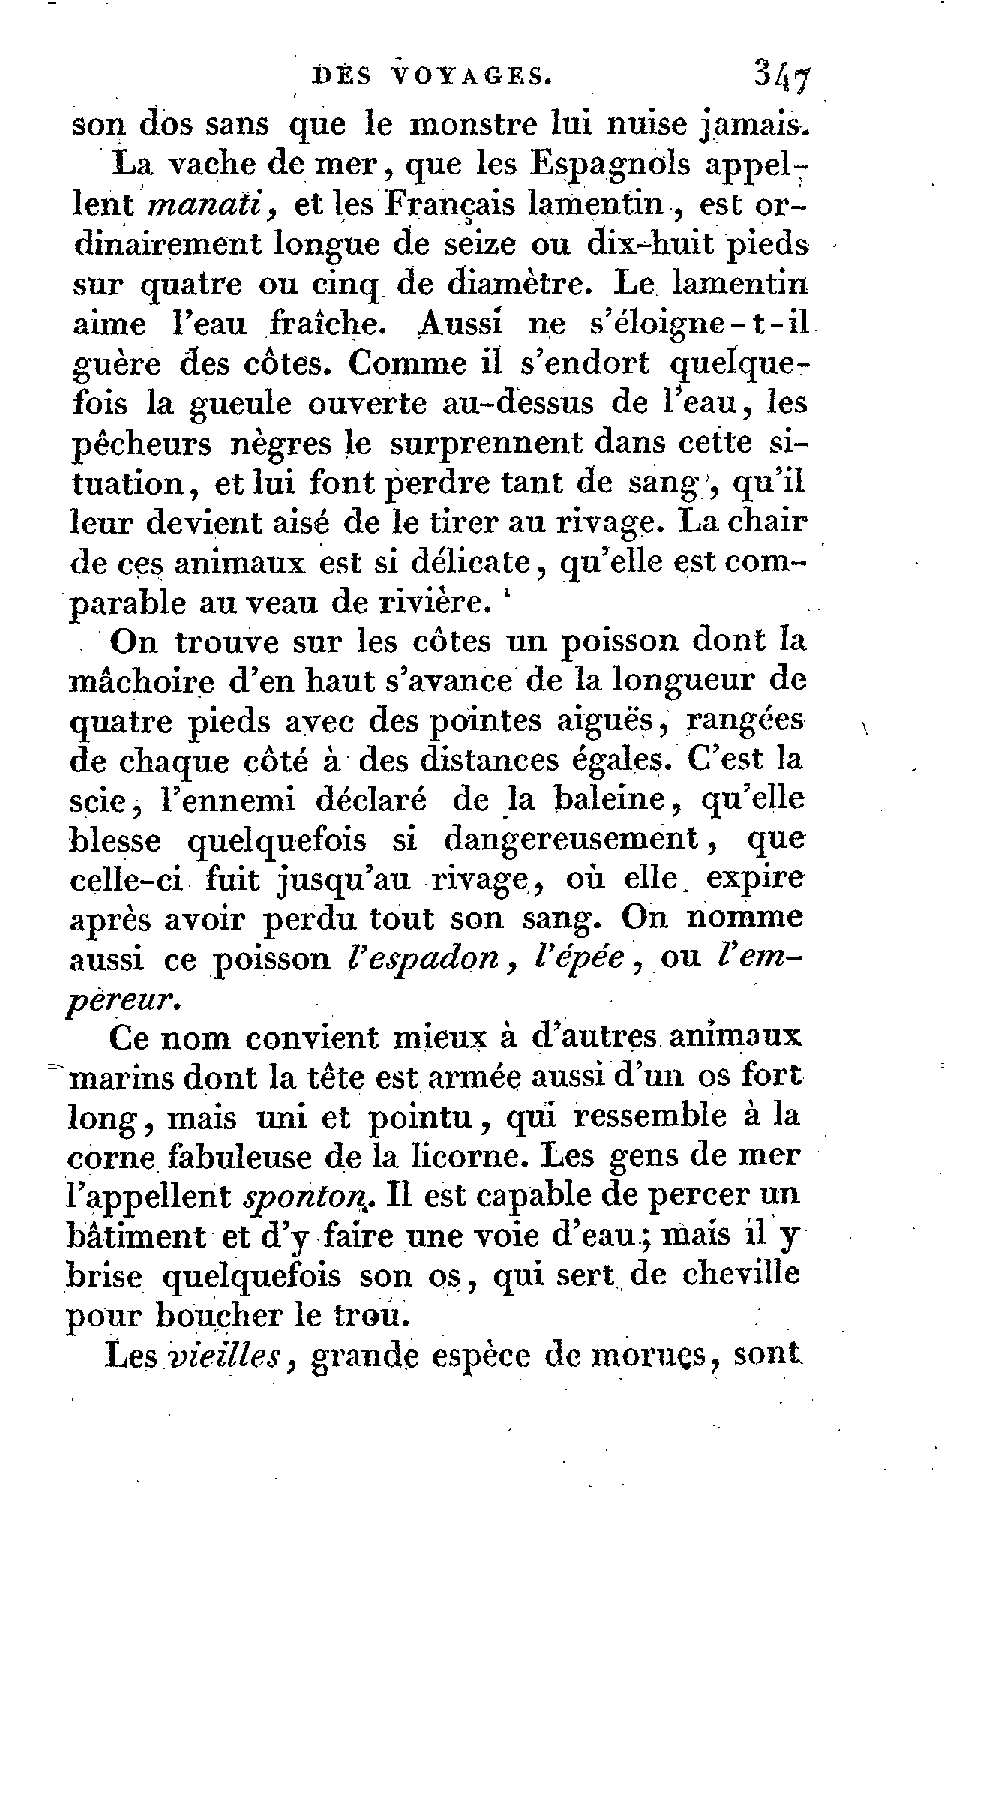 DES VOYAGES. 347
son dos sans que le monstre lui nuise jamais.
La vache de mer, que les Espagnols appel-
lent manati, et les Français lamentin, est or-
dinairement longue de seize ou dix-huit pieds
sur quatre ou cinq de diamètre. Le lamentin
aime l'eau fraîche. Aussi ne s'éloigne-t-il
guère des côtes. Comme il s'endort quelque-
fois la gueule ouverte au-dessus de l'eau, les
pêcheurs nègres le surprennent dans cette si-
tuation, et lui font perdre tant de sang, qu'il
leur devient aisé de le tirer au rivage. La chair
de ces animaux est si délicate, qu'elle est com-
parable au veau de rivière.
On trouve sur les côtes un poisson dont la
mâchoire d'en haut s'avance de la longueur de
quatre pieds avec des pointes aiguës, rangées
de chaque côté à des distances égales. C'est la
scie, l'ennemi déclaré de la baleine, qu'elle
blesse quelquefois si dangereusement, que
celle-ci fuit jusqu'au rivage, où elle expire
après avoir perdu tout son sang. On nomme
aussi ce poisson l'espadon, l'épée, ou l'em-
pereur.
Ce nom convient mieux à d'autres animaux
marins dont la tête est armée aussi d'un os fort
long, mais uni et pointu, qui ressemble à la
corne fabuleuse de la licorne. Les gens de mer
l'appellent sponton. Il est capable de percer un
bâtiment et d'y faire une voie d'eau; mais il y
brise quelquefois son os, qui sert de cheville
pour boucher le trou.
Les vieilles, grande espèce de morues, sont